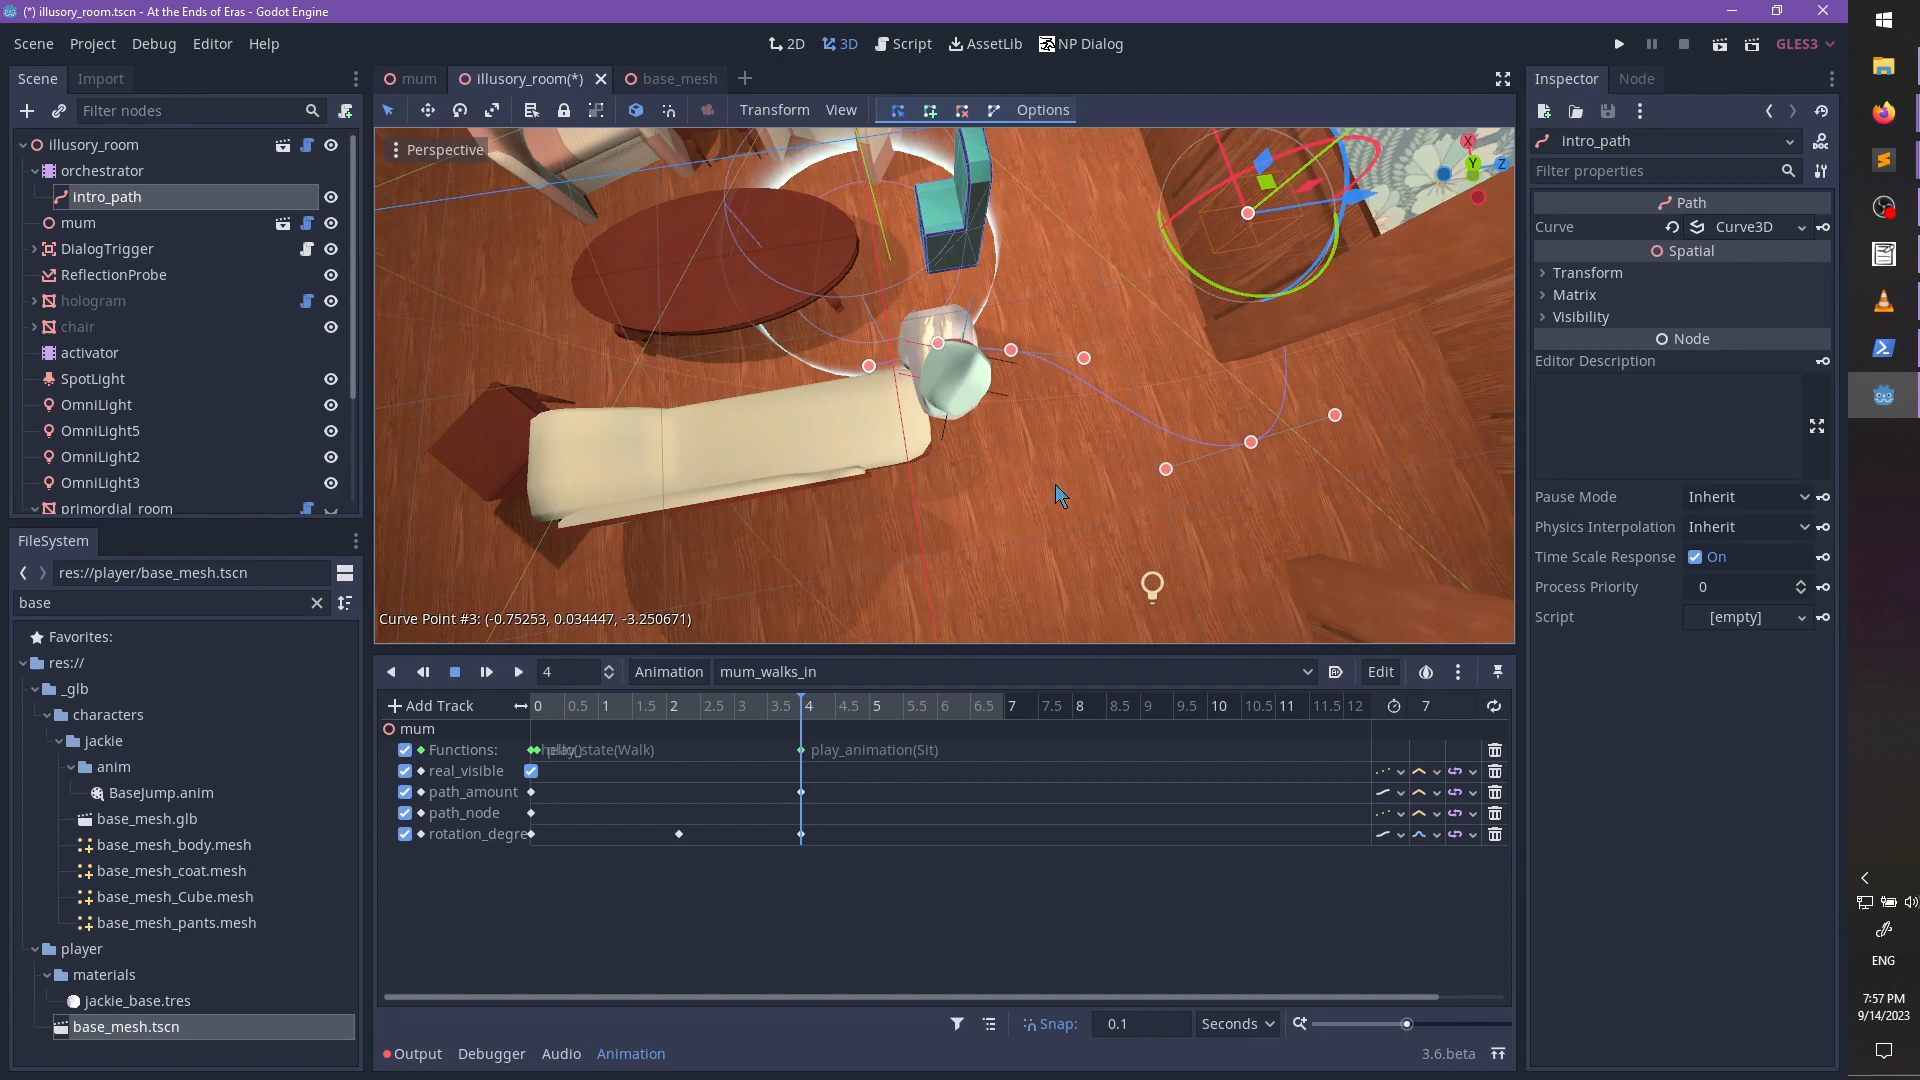 (*) illusory_room.tscn - At the Ends of Eras - Godot Engine
Scene Project Debug Editor Help
2D 3D Script AssetLib NP Dialog
GLES3
Scene Import
Filter nodes
illusory_room
orchestrator
intro_path
mum
DialogTrigger
ReflectionProbe
hologram
chair
activator
SpotLight
OmniLight
OmniLight5
OmniLight2
OmniLight3
primordial_room
FileSystem
res://player/base_mesh.tscn
base
Favorites:
res://
_glb
characters
jackie
anim
BaseJump.anim
base_mesh.glb
base_mesh_body.mesh
base_mesh_coat.mesh
base_mesh_Cube.mesh
base_mesh_pants.mesh
player
materials
jackie_base.tres
base_mesh.tscn
mum illusory_room(*) base_mesh
Transform View Options
Perspective
X
Y
Z
Curve Point #3: (-0.75253, 0.034447, -3.250671)
4 Animation mum_walks_in Edit
Add Track 0 0.5 1 1.5 2 2.5 3 3.5 4 4.5 5 5.5 6 6.5 7 7.5 8 8.5 9 9.5 10 10.5 11 11.5 12 7
mum
Functions: play_state(Walk) play_animation(Sit)
real_visible
path_amount
path_node
rotation_degre
Snap: 0.1 Seconds
Output Debugger Audio Animation 3.6.beta
Inspector Node
intro_path
Filter properties
Path
Curve Curve3D
Spatial
Transform
Matrix
Visibility
Node
Editor Description
Pause Mode Inherit
Physics Interpolation Inherit
Time Scale Response On
Process Priority 0
Script [empty]
ENG
7:57 PM
9/14/2023